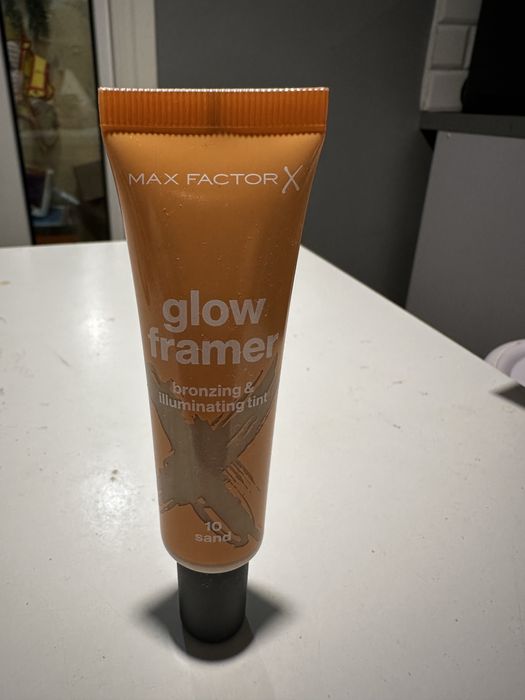 MAX FACTOR X
glow
framer
bronzing &
illuminating tint
10
sand